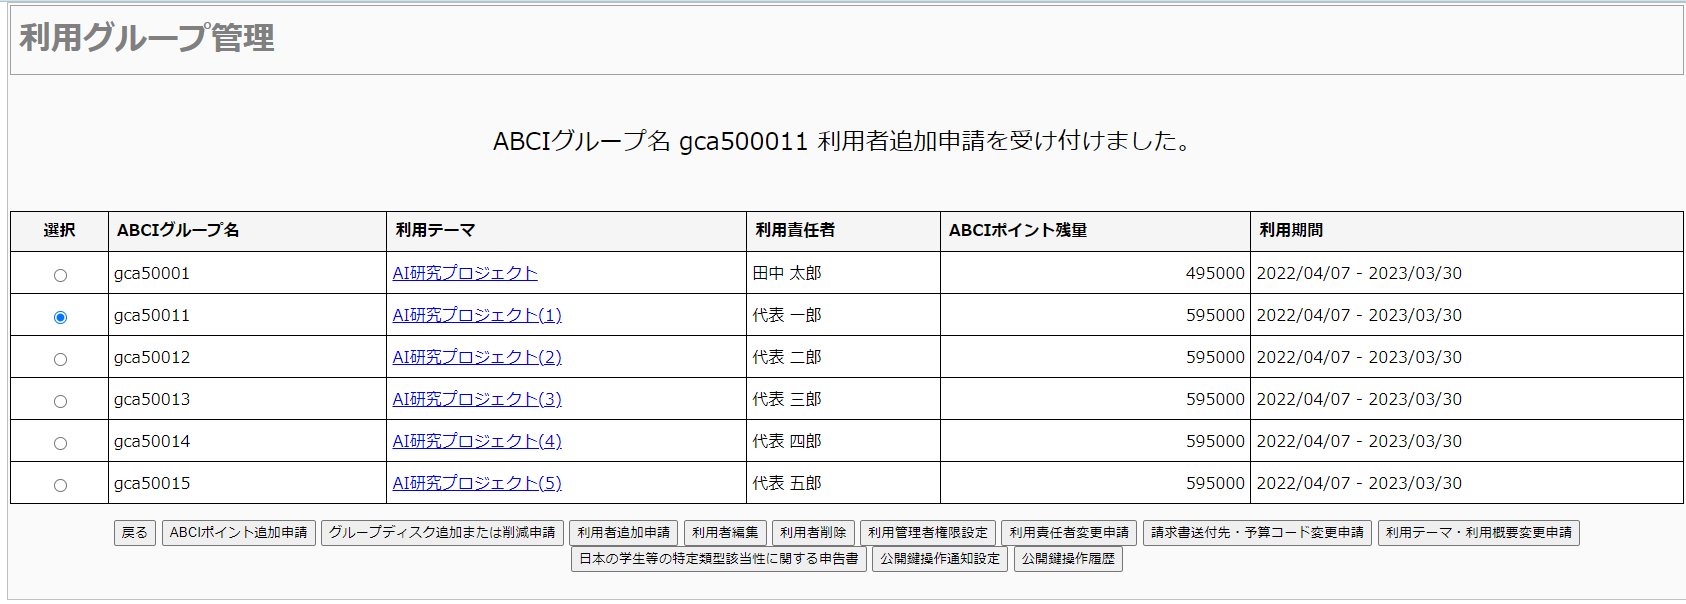 利用グループ管理
ABCIグループ名 gca500011 利用者追加申請を受け付けました。
選択 ABCIグループ名 利用テーマ 利用責任者 ABCIポイント残量 利用期間
gca50001 AI研究プロジェクト 田中 太郎 495000 2022/04/07 - 2023/03/30
gca50011 AI研究プロジェクト(1) 代表 一郎 595000 2022/04/07 - 2023/03/30
gca50012 AI研究プロジェクト(2) 代表 二郎 595000 2022/04/07 - 2023/03/30
gca50013 AI研究プロジェクト(3) 代表 三郎 595000 2022/04/07 - 2023/03/30
gca50014 AI研究プロジェクト(4) 代表 四郎 595000 2022/04/07 - 2023/03/30
gca50015 AI研究プロジェクト(5) 代表 五郎 595000 2022/04/07 - 2023/03/30
戻る ABCIポイント追加申請 グループディスク追加または削減申請 利用者追加申請 利用者編集 利用者削除 利用管理者権限設定 利用責任者変更申請 請求書送付先・予算コード変更申請 利用テーマ・利用概要変更申請
日本の学生等の特定類型該当性に関する申告書 公開鍵操作通知設定 公開鍵操作履歴